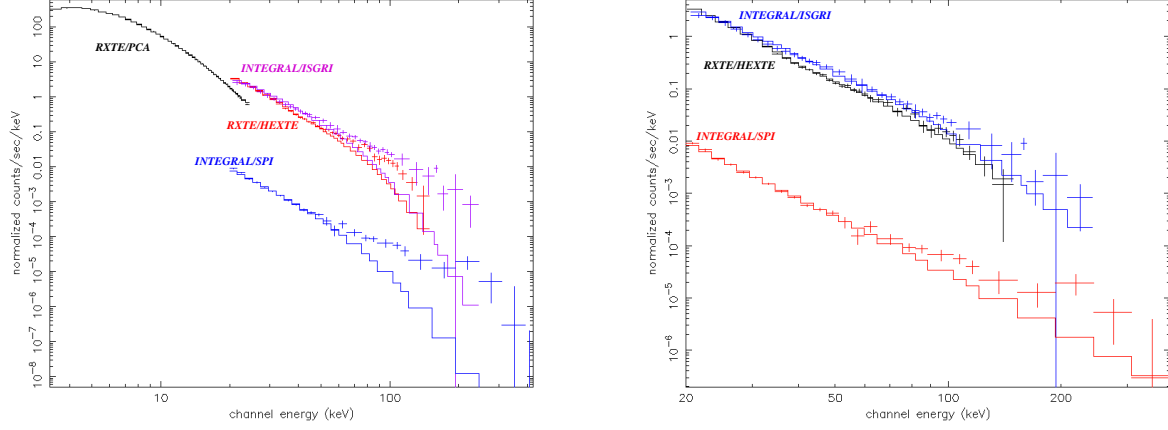 100
10
1
0.1
0.01
10⁻³
10⁻⁴
10⁻⁵
10⁻⁶
10⁻⁷
10⁻⁸
normalized counts/sec/keV
RXTE/PCA
INTEGRAL/ISGRI
RXTE/HEXTE
INTEGRAL/SPI
10
100
channel energy (keV)
1
0.1
0.01
10⁻³
10⁻⁴
10⁻⁵
10⁻⁶
normalized counts/sec/keV
INTEGRAL/ISGRI
RXTE/HEXTE
INTEGRAL/SPI
20
50
100
200
channel energy (keV)